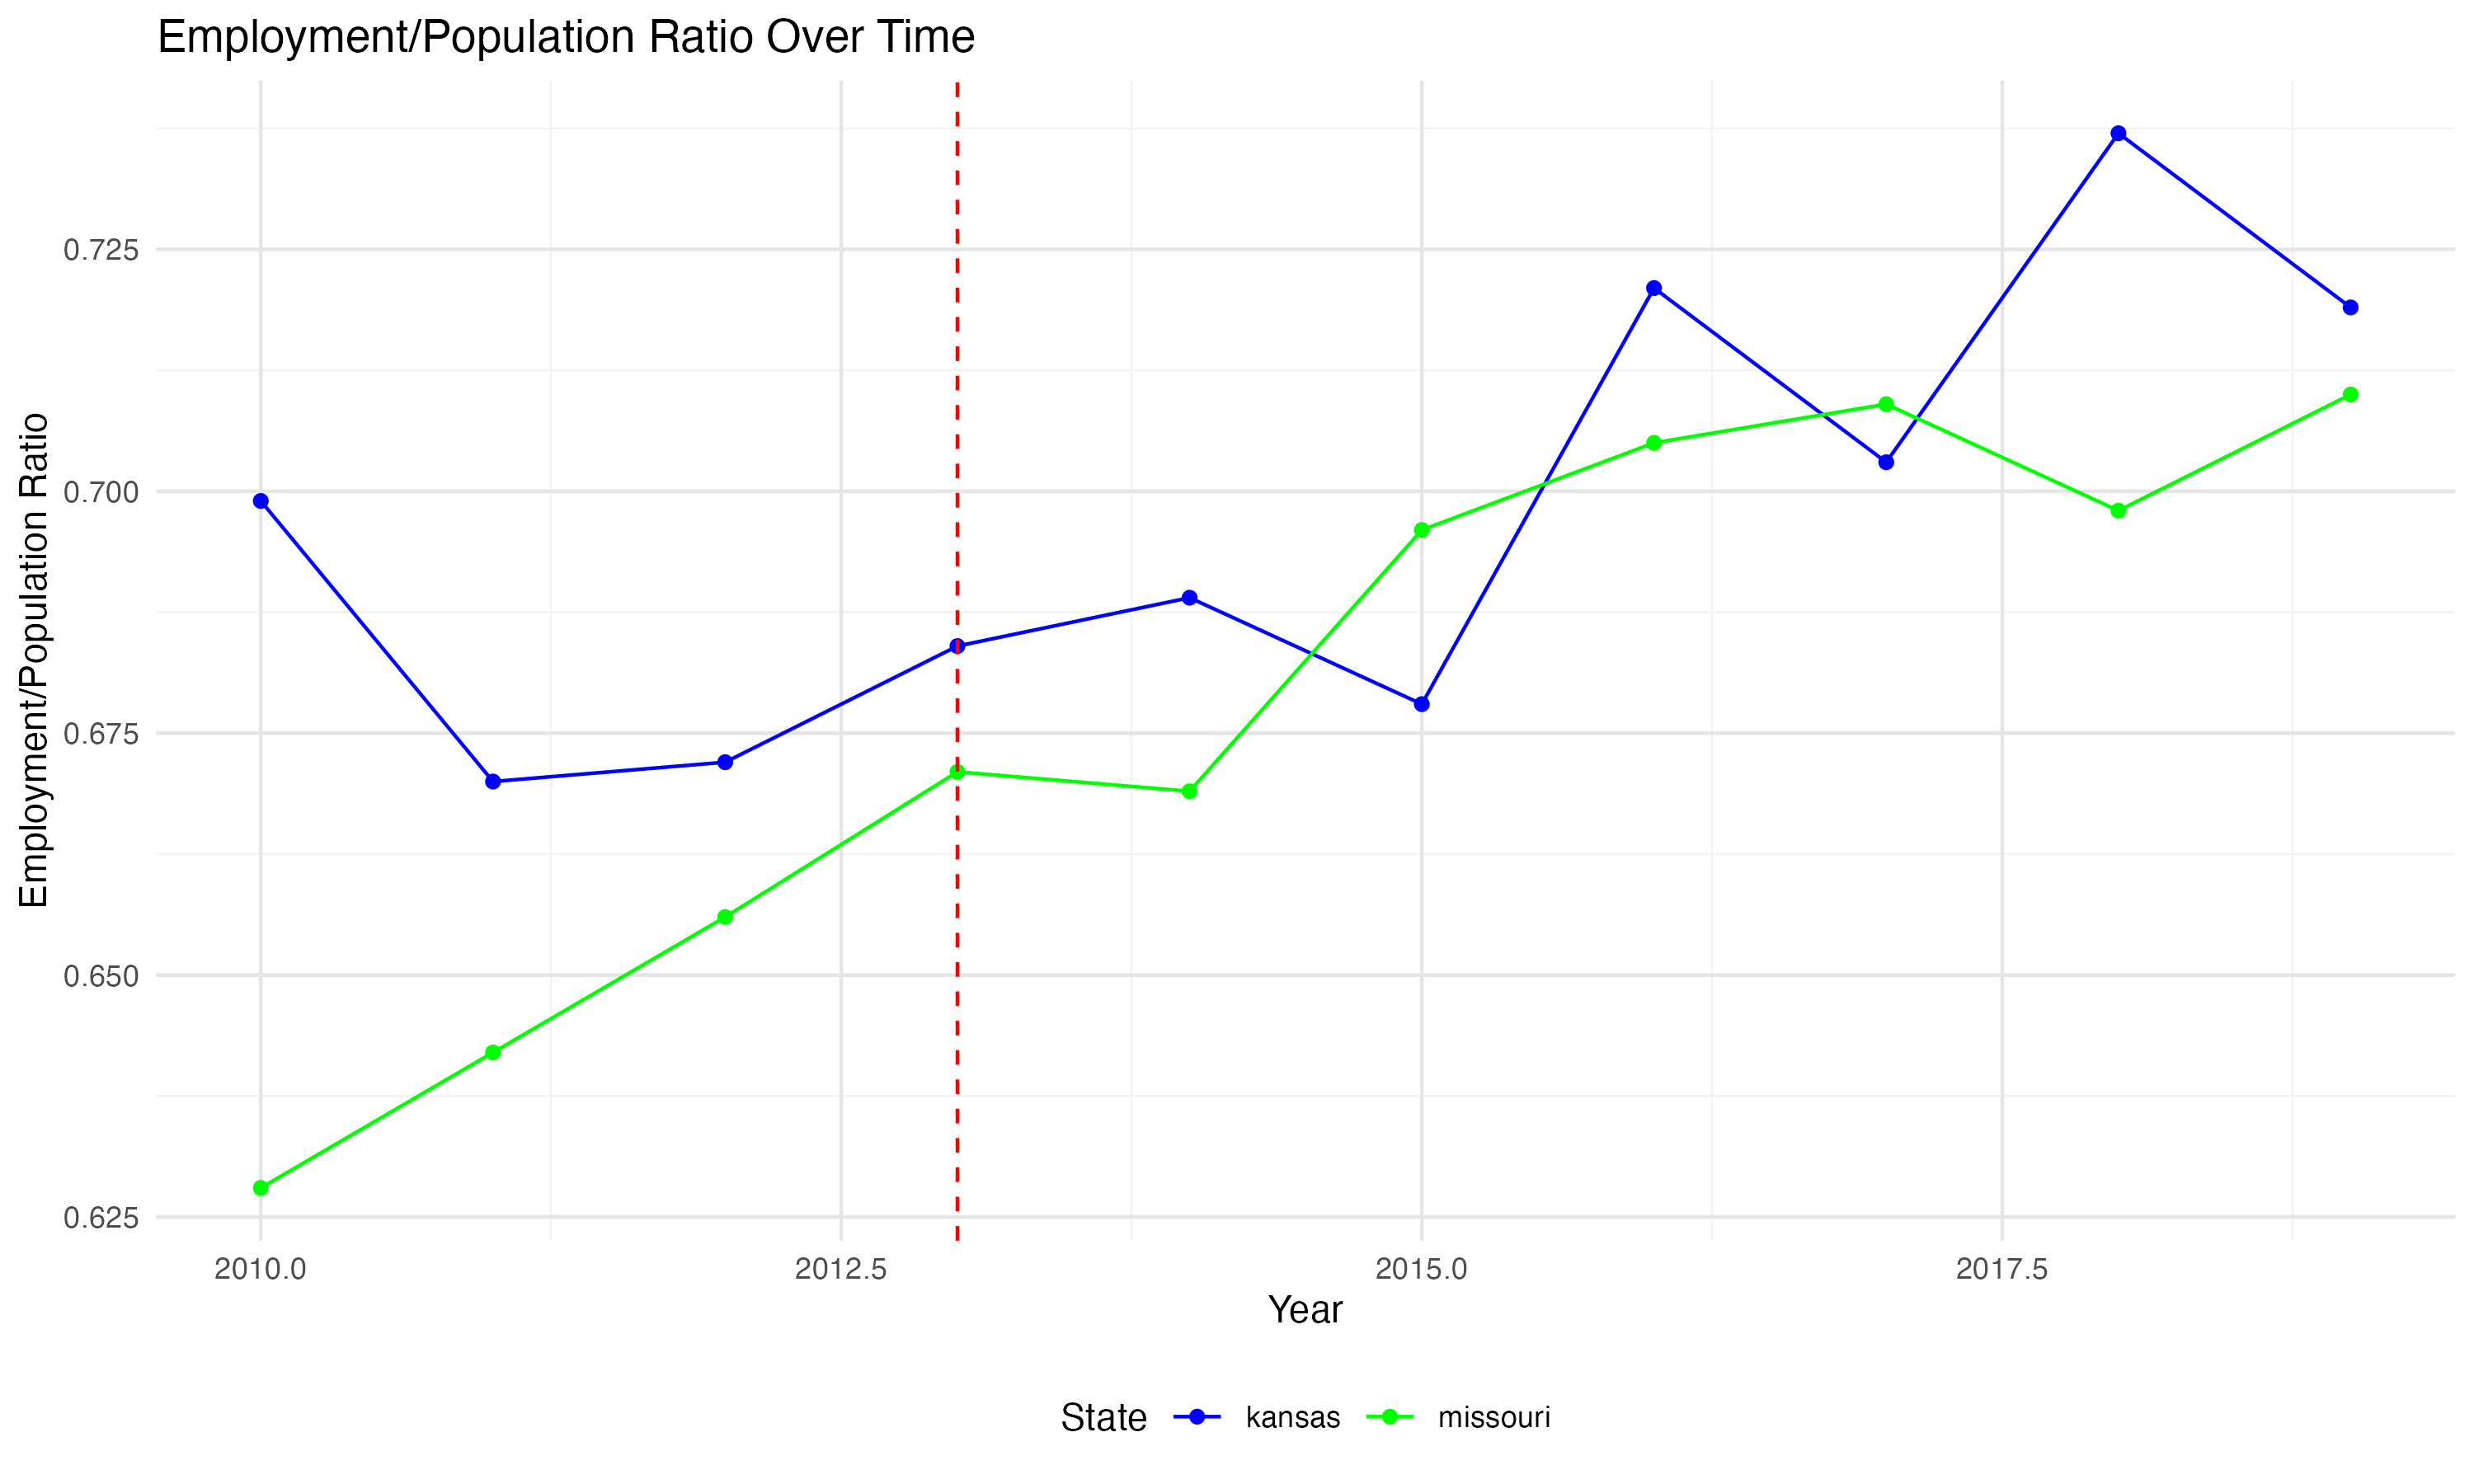 Employment/Population Ratio Over Time
Employment/Population Ratio
0.725
0.700
0.675
0.650
0.625
2010.0 2012.5 2015.0 2017.5
Year
State kansas missouri